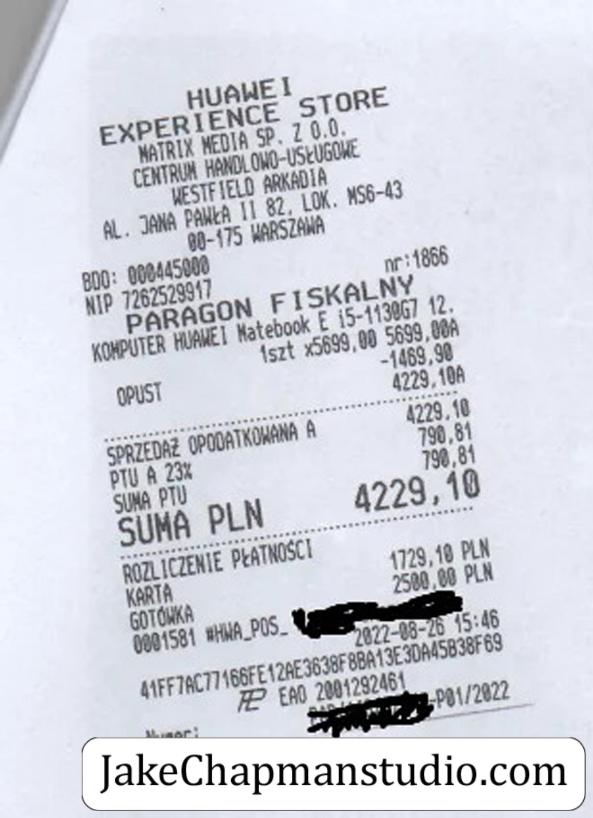 HUAWEI
EXPERIENCE STORE
MATRIX MEDIA SP. Z O.O.
CENTRUM HANDLOWO-USŁUGOWE
WESTFIELD ARKADIA
AL. JANA PAWŁA II 82, LOK. MS6-43
00-175 WARSZAWA
BDO: 000445000
NIP 7262529917 nr:1866
PARAGON FISKALNY
KOMPUTER HUAWEI Matebook E i5-1130G7 12.
1szt x5699,00 5699,00A
OPUST -1469,90
4229,10A
SPRZEDAŻ OPODATKOWANA A 4229,10
PTU A 23% 790,81
SUMA PTU 790,81
SUMA PLN 4229,10
ROZLICZENIE PŁATNOŚCI
KARTA 1729,10 PLN
GOTÓWKA 2500,00 PLN
0001581 #HWA_POS_
2022-08-26 15:46
41FF7AC77166FE12AE3638F8BA13E3DA45B38F69
EAO 2001292461
-P01/2022
Numer:
JakeChapmanstudio.com